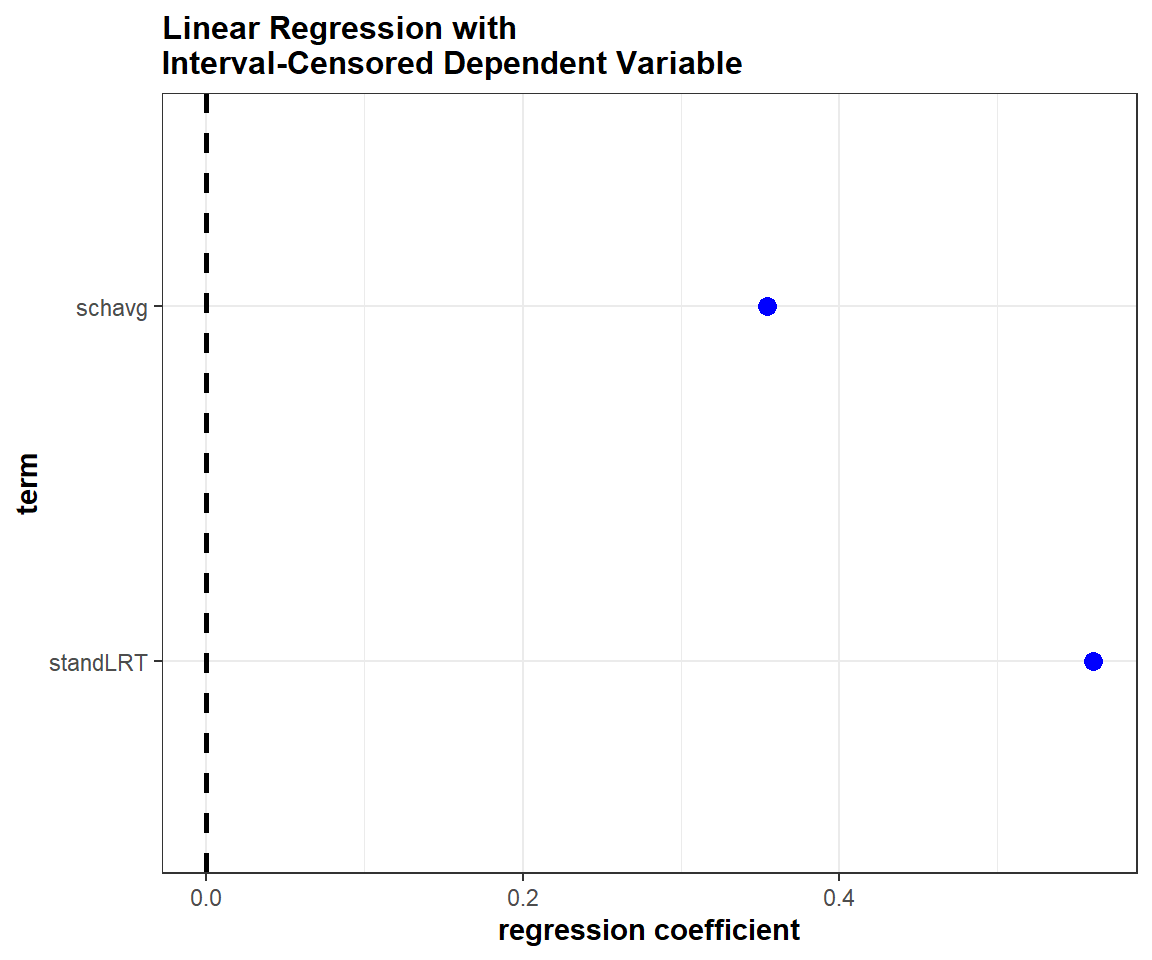 Linear Regression with
Interval-Censored Dependent Variable
term
schavg
standLRT
0.0
0.2
0.4
regression coefficient